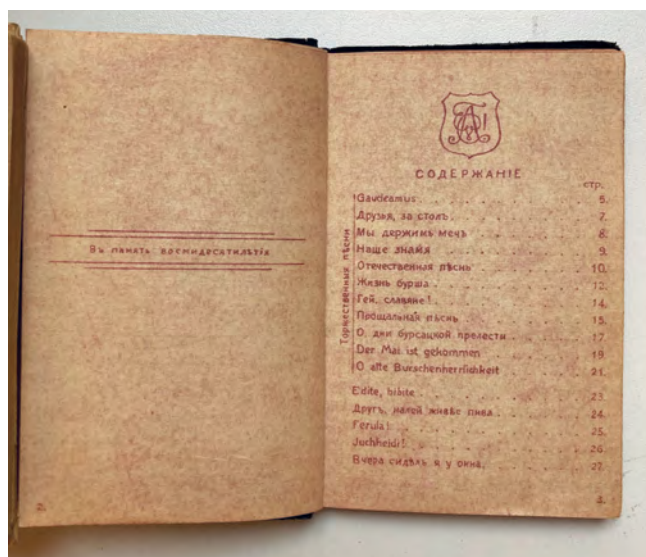 Въ память восмидесятилѣтія
2.
СОДЕРЖАНІЕ
стр.
Торжественныя пѣсни
Gaudeamus . . . 5.
Друзья, за столъ . . . 7.
Мы держимъ мечъ . . . 8.
Наше знамя . . . 9.
Отечественная пѣснь . . . 10.
Жизнь бурша . . . 12.
Гей, славяне! . . . 14.
Прощальная пѣснь . . . 15.
О, дни бурсацкой прелести . . . 17.
Der Mai ist gekommen . . . 19.
O alte Burschenherrlichkeit . . . 21.
Edite, bibite . . . 23.
Другъ, налей живѣе пива . . . 24.
Ferula! . . . 25.
Juchheidi! . . . 26.
Вчера сидѣлъ я у окна. . . . 27.
3.